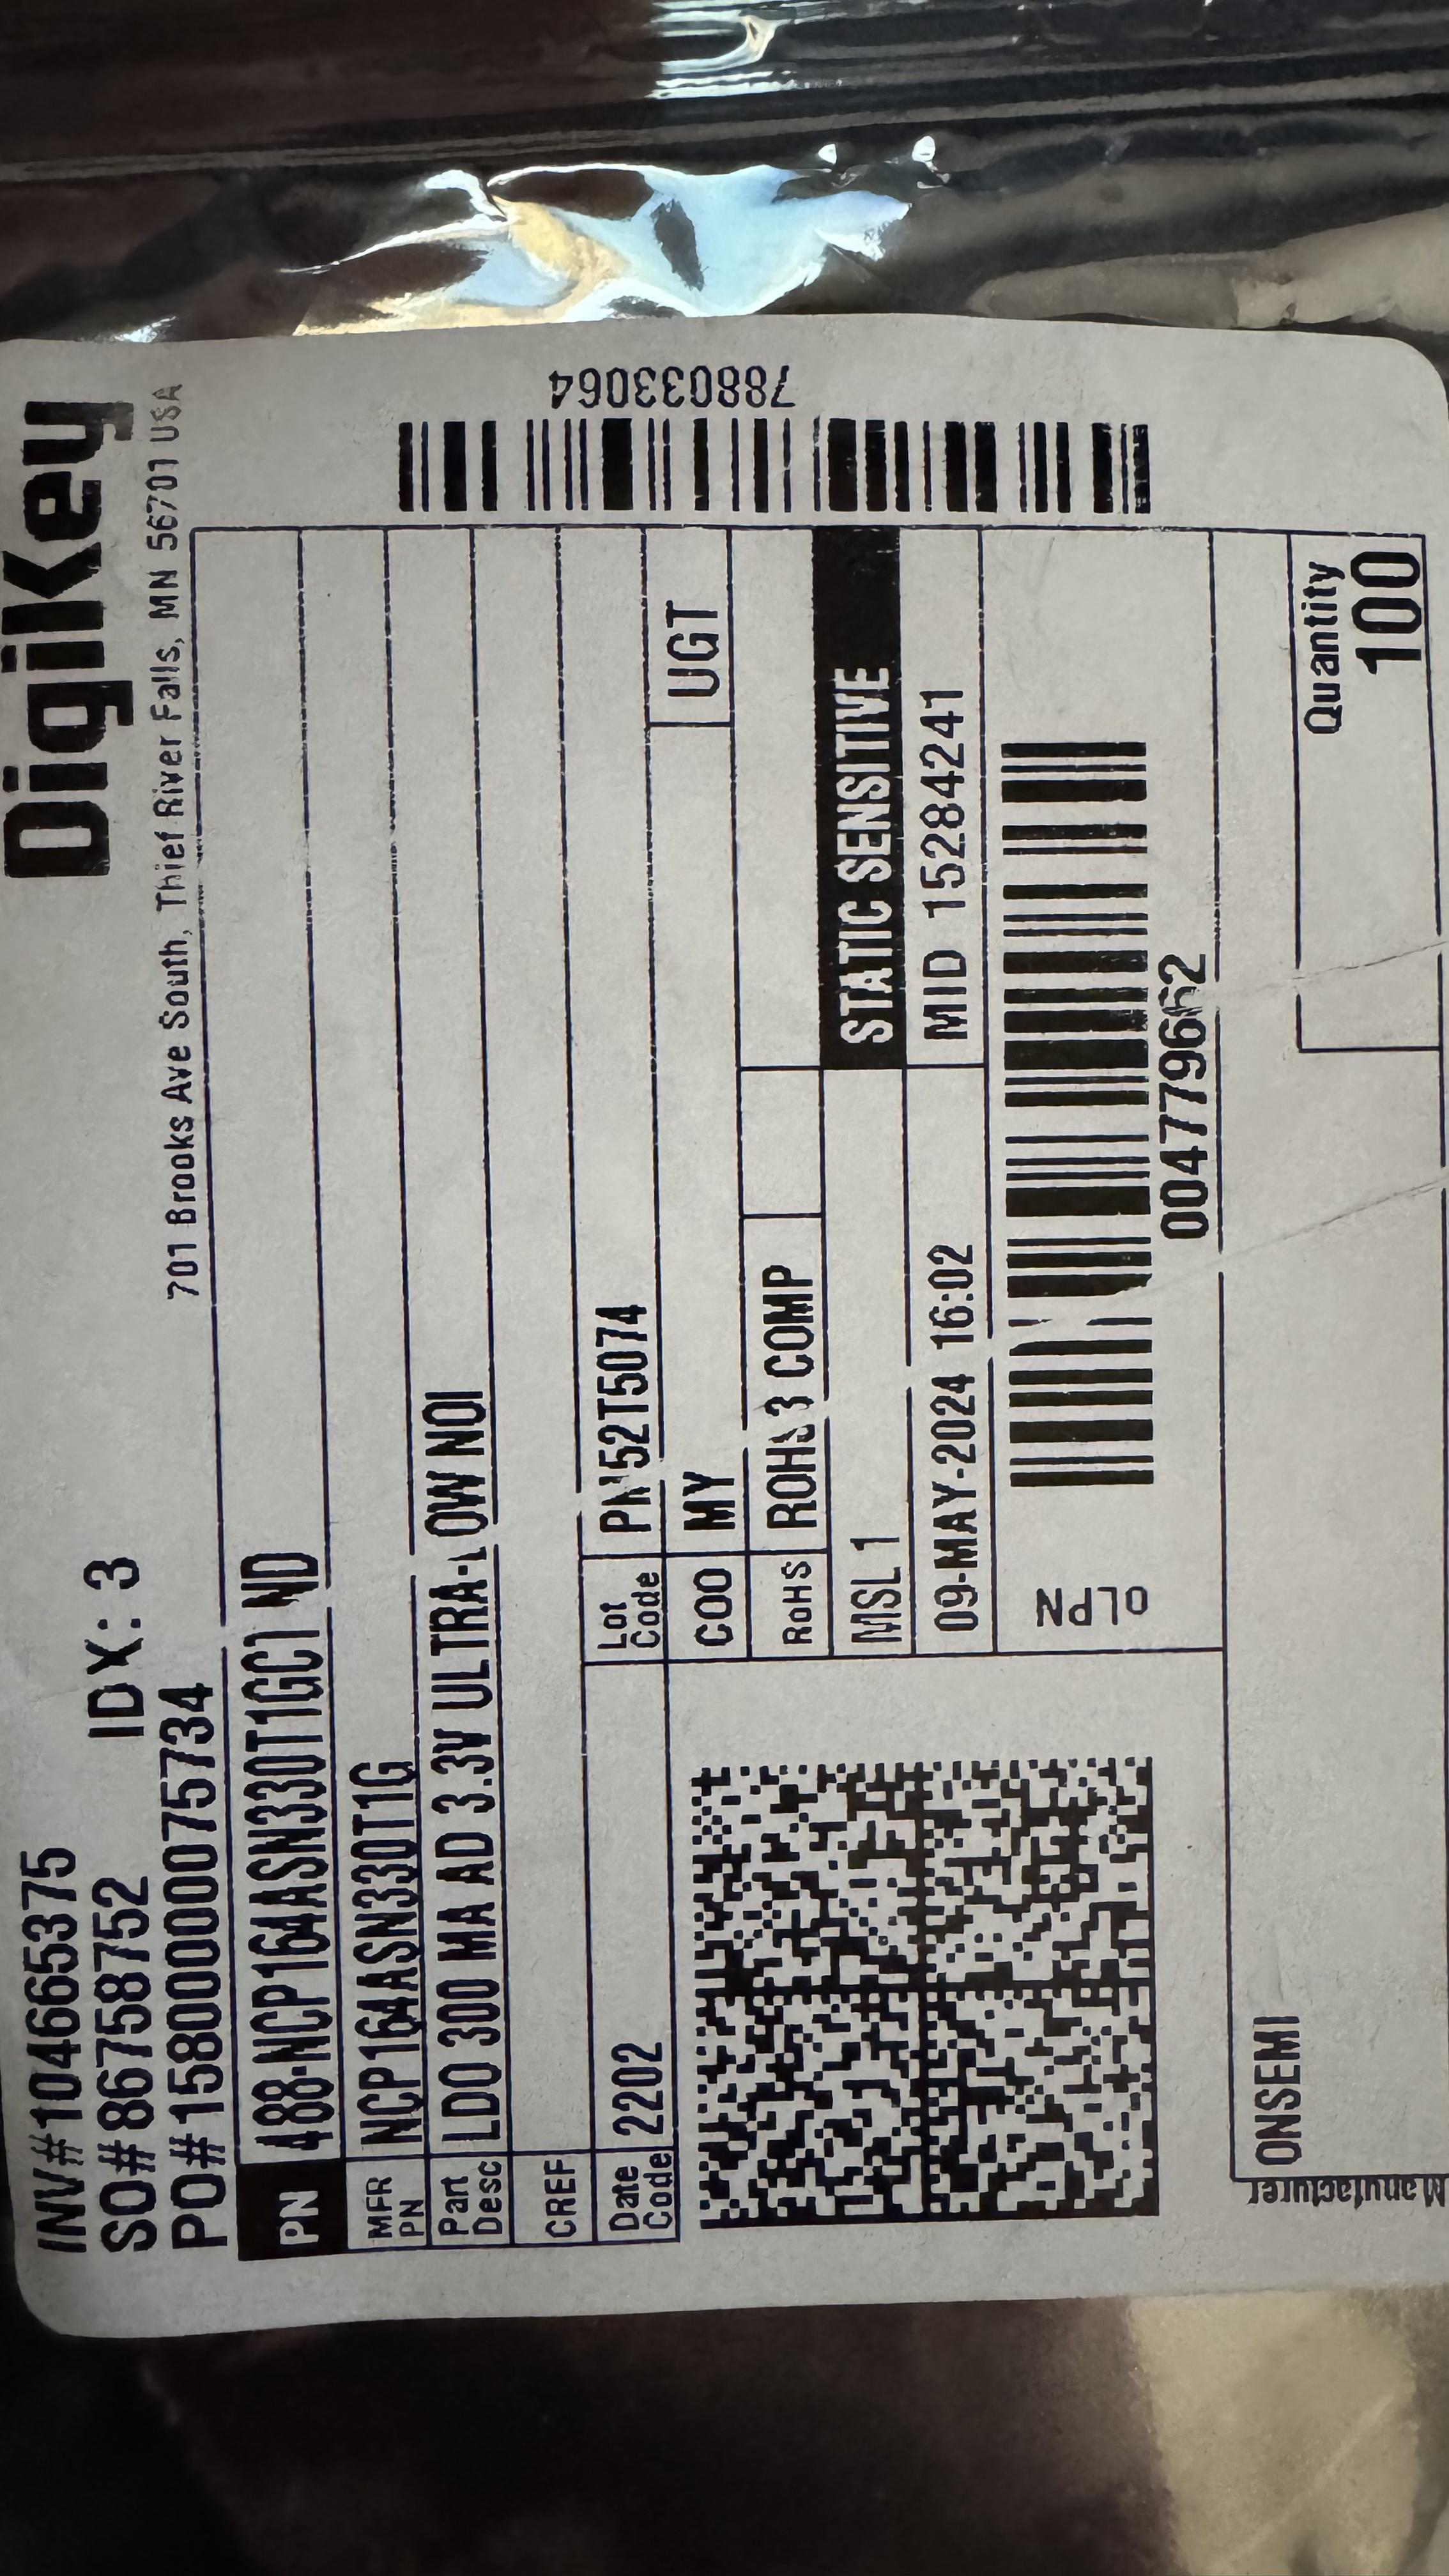 DigiKey
701 Brooks Ave South, Thief River Falls, MN 56701 USA
INV#104665375
SO#86758752 IDX: 3
PO#1580000075734
PN 488-NCP164ASN330T1GCT ND
MFR PN NCP164ASN330T1G
Part Desc LDO 300 MA AD 3.3V ULTRA-LOW NOI
CREF
Date Code 2202
Lot Code
COO MY
UGT
RoHS ROHS 3 COMP
MSL 1
STATIC SENSITIVE
09-MAY-2024 16:02
MID 15284241
OLPN
004779662
788033064
Manufacturer
ONSEMI
Quantity
100